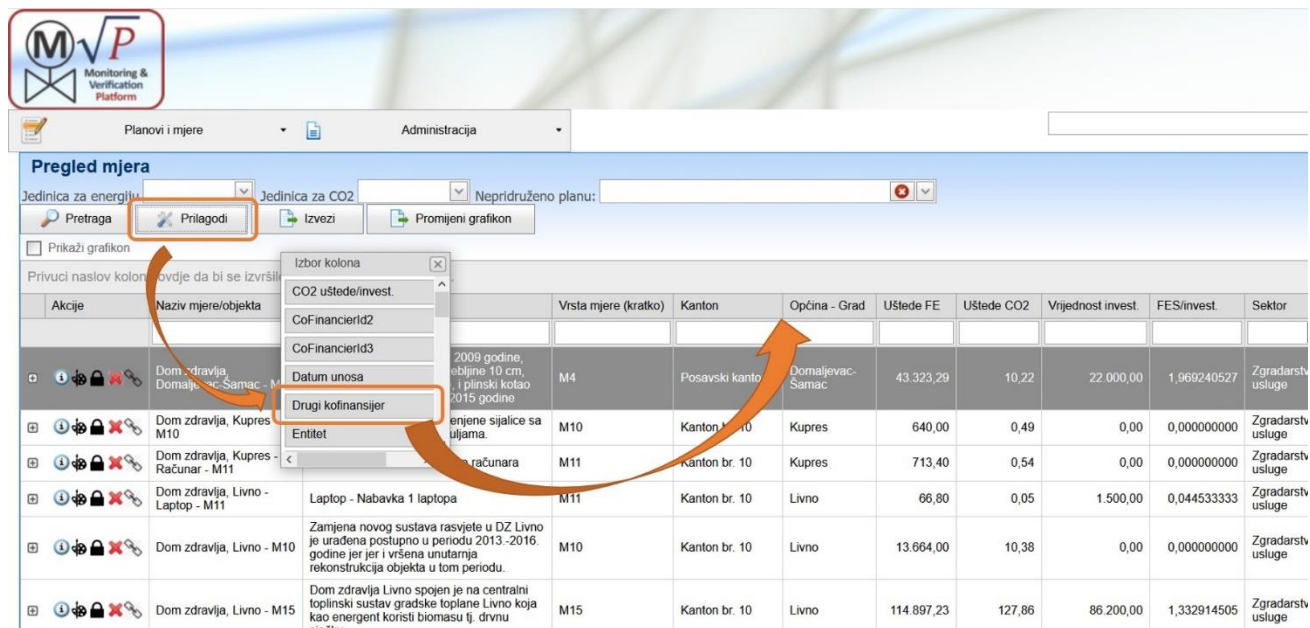 M√P
Monitoring &
Verification
Platform
Planovi i mjere
Administracija
Pregled mjera
Jedinica za energiju
Jedinica za CO2
Nepridruženo planu:
Pretraga
Prilagodi
Izvezi
Promijeni grafikon
Prikaži grafikon
Privuci naslov kolon ovdje da bi se izvršil
Izbor kolona
CO2 uštede/invest.
CoFinancierId2
CoFinancierId3
Datum unosa
Drugi kofinansijer
Entitet
Akcije Naziv mjere/objekta Vrsta mjere (kratko) Kanton Općina - Grad Uštede FE Uštede CO2 Vrijednost invest. FES/invest. Sektor
Dom zdravlja,
Domaljevac-Šamac - M
2009 godine,
ebljine 10 cm,
, i plinski kotao
2015 godine
M4 Posavski kanto Domaljevac-
Šamac
43.323,29 10,22 22.000,00 1,969240527 Zgradarstv
usluge
Dom zdravlja, Kupres
M10
enjene sijalice sa
uljama.
M10 Kanton br. 10 Kupres 640,00 0,49 0,00 0,000000000 Zgradarstv
usluge
Dom zdravlja, Kupres -
Računar - M11
računara
M11 Kanton br. 10 Kupres 713,40 0,54 0,00 0,000000000 Zgradarstv
usluge
Dom zdravlja, Livno -
Laptop - M11
Laptop - Nabavka 1 laptopa
M11 Kanton br. 10 Livno 66,80 0,05 1.500,00 0,044533333 Zgradarstv
usluge
Dom zdravlja, Livno - M10
Zamjena novog sustava rasvjete u DZ Livno
je urađena postupno u periodu 2013.-2016.
godine jer jer i vršena unutarnja
rekonstrukcija objekta u tom periodu.
M10 Kanton br. 10 Livno 13.664,00 10,38 0,00 0,000000000 Zgradarstv
usluge
Dom zdravlja, Livno - M15
Dom zdravlja Livno spojen je na centralni
toplinski sustav gradske toplane Livno koja
kao energent koristi biomasu tj. drvnu
M15 Kanton br. 10 Livno 114.897,23 127,86 86.200,00 1,332914505 Zgradarstv
usluge